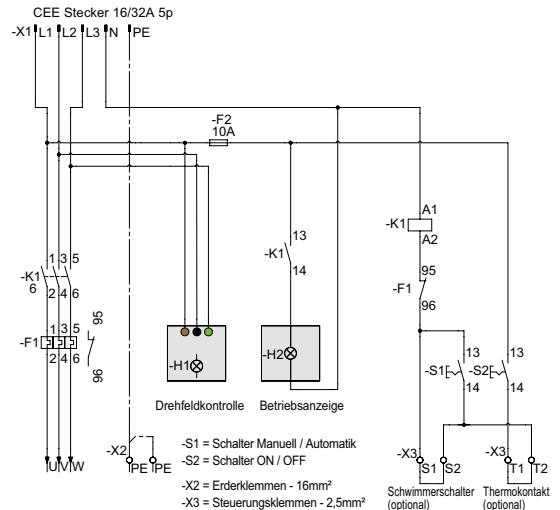 CEE Stecker 16/32A 5p
-X1 L1 L2 L3 N PE
-F2
10A
A1
-K1
A2
13
-K1
14
95
-F1
96
1 3 5
-K1
6
2 4 6
1 3 5
-F1
2 4 6
95
96
-H1
-H2
13
-S1
14
13
-S2
14
Drehfeldkontrolle
Betriebsanzeige
-S1 = Schalter Manuell / Automatik
-S2 = Schalter ON / OFF
-X2 = Erderklemmen - 16mm²
-X3 = Steuerungsklemmen - 2,5mm²
U V W
-X2
PE PE
-X3
S1 S2
-X3
T1 T2
Schwimmerschalter
(optional)
Thermokontakt
(optional)